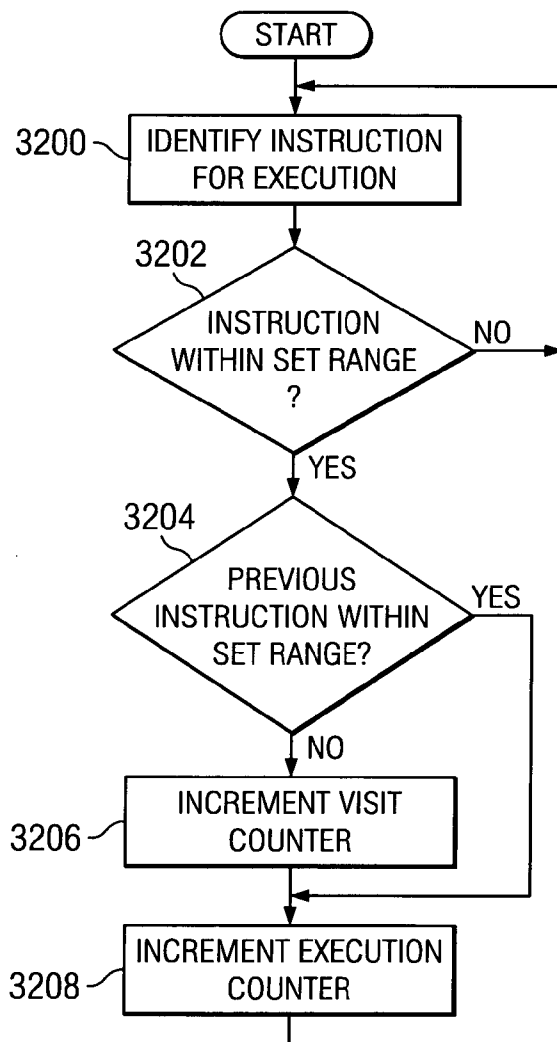 START
3200
IDENTIFY INSTRUCTION
FOR EXECUTION
3202
INSTRUCTION
WITHIN SET RANGE
?
NO
YES
3204
PREVIOUS
INSTRUCTION WITHIN
SET RANGE?
YES
NO
3206
INCREMENT VISIT
COUNTER
3208
INCREMENT EXECUTION
COUNTER